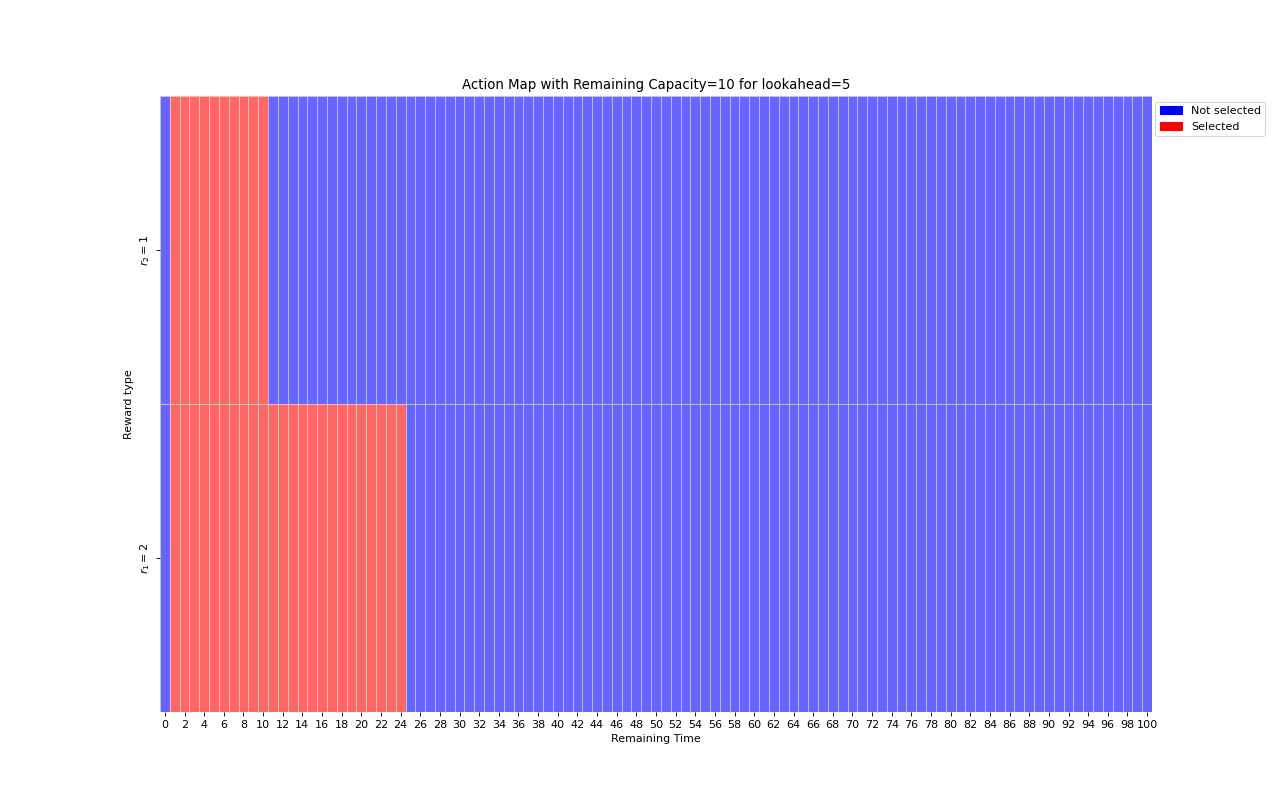 Action Map with Remaining Capacity=10 for lookahead=5
Not selected
Selected
r₂ = 1
Reward type
r₁ = 2
0 2 4 6 8 10 12 14 16 18 20 22 24 26 28 30 32 34 36 38 40 42 44 46 48 50 52 54 56 58 60 62 64 66 68 70 72 74 76 78 80 82 84 86 88 90 92 94 96 98 100
Remaining Time